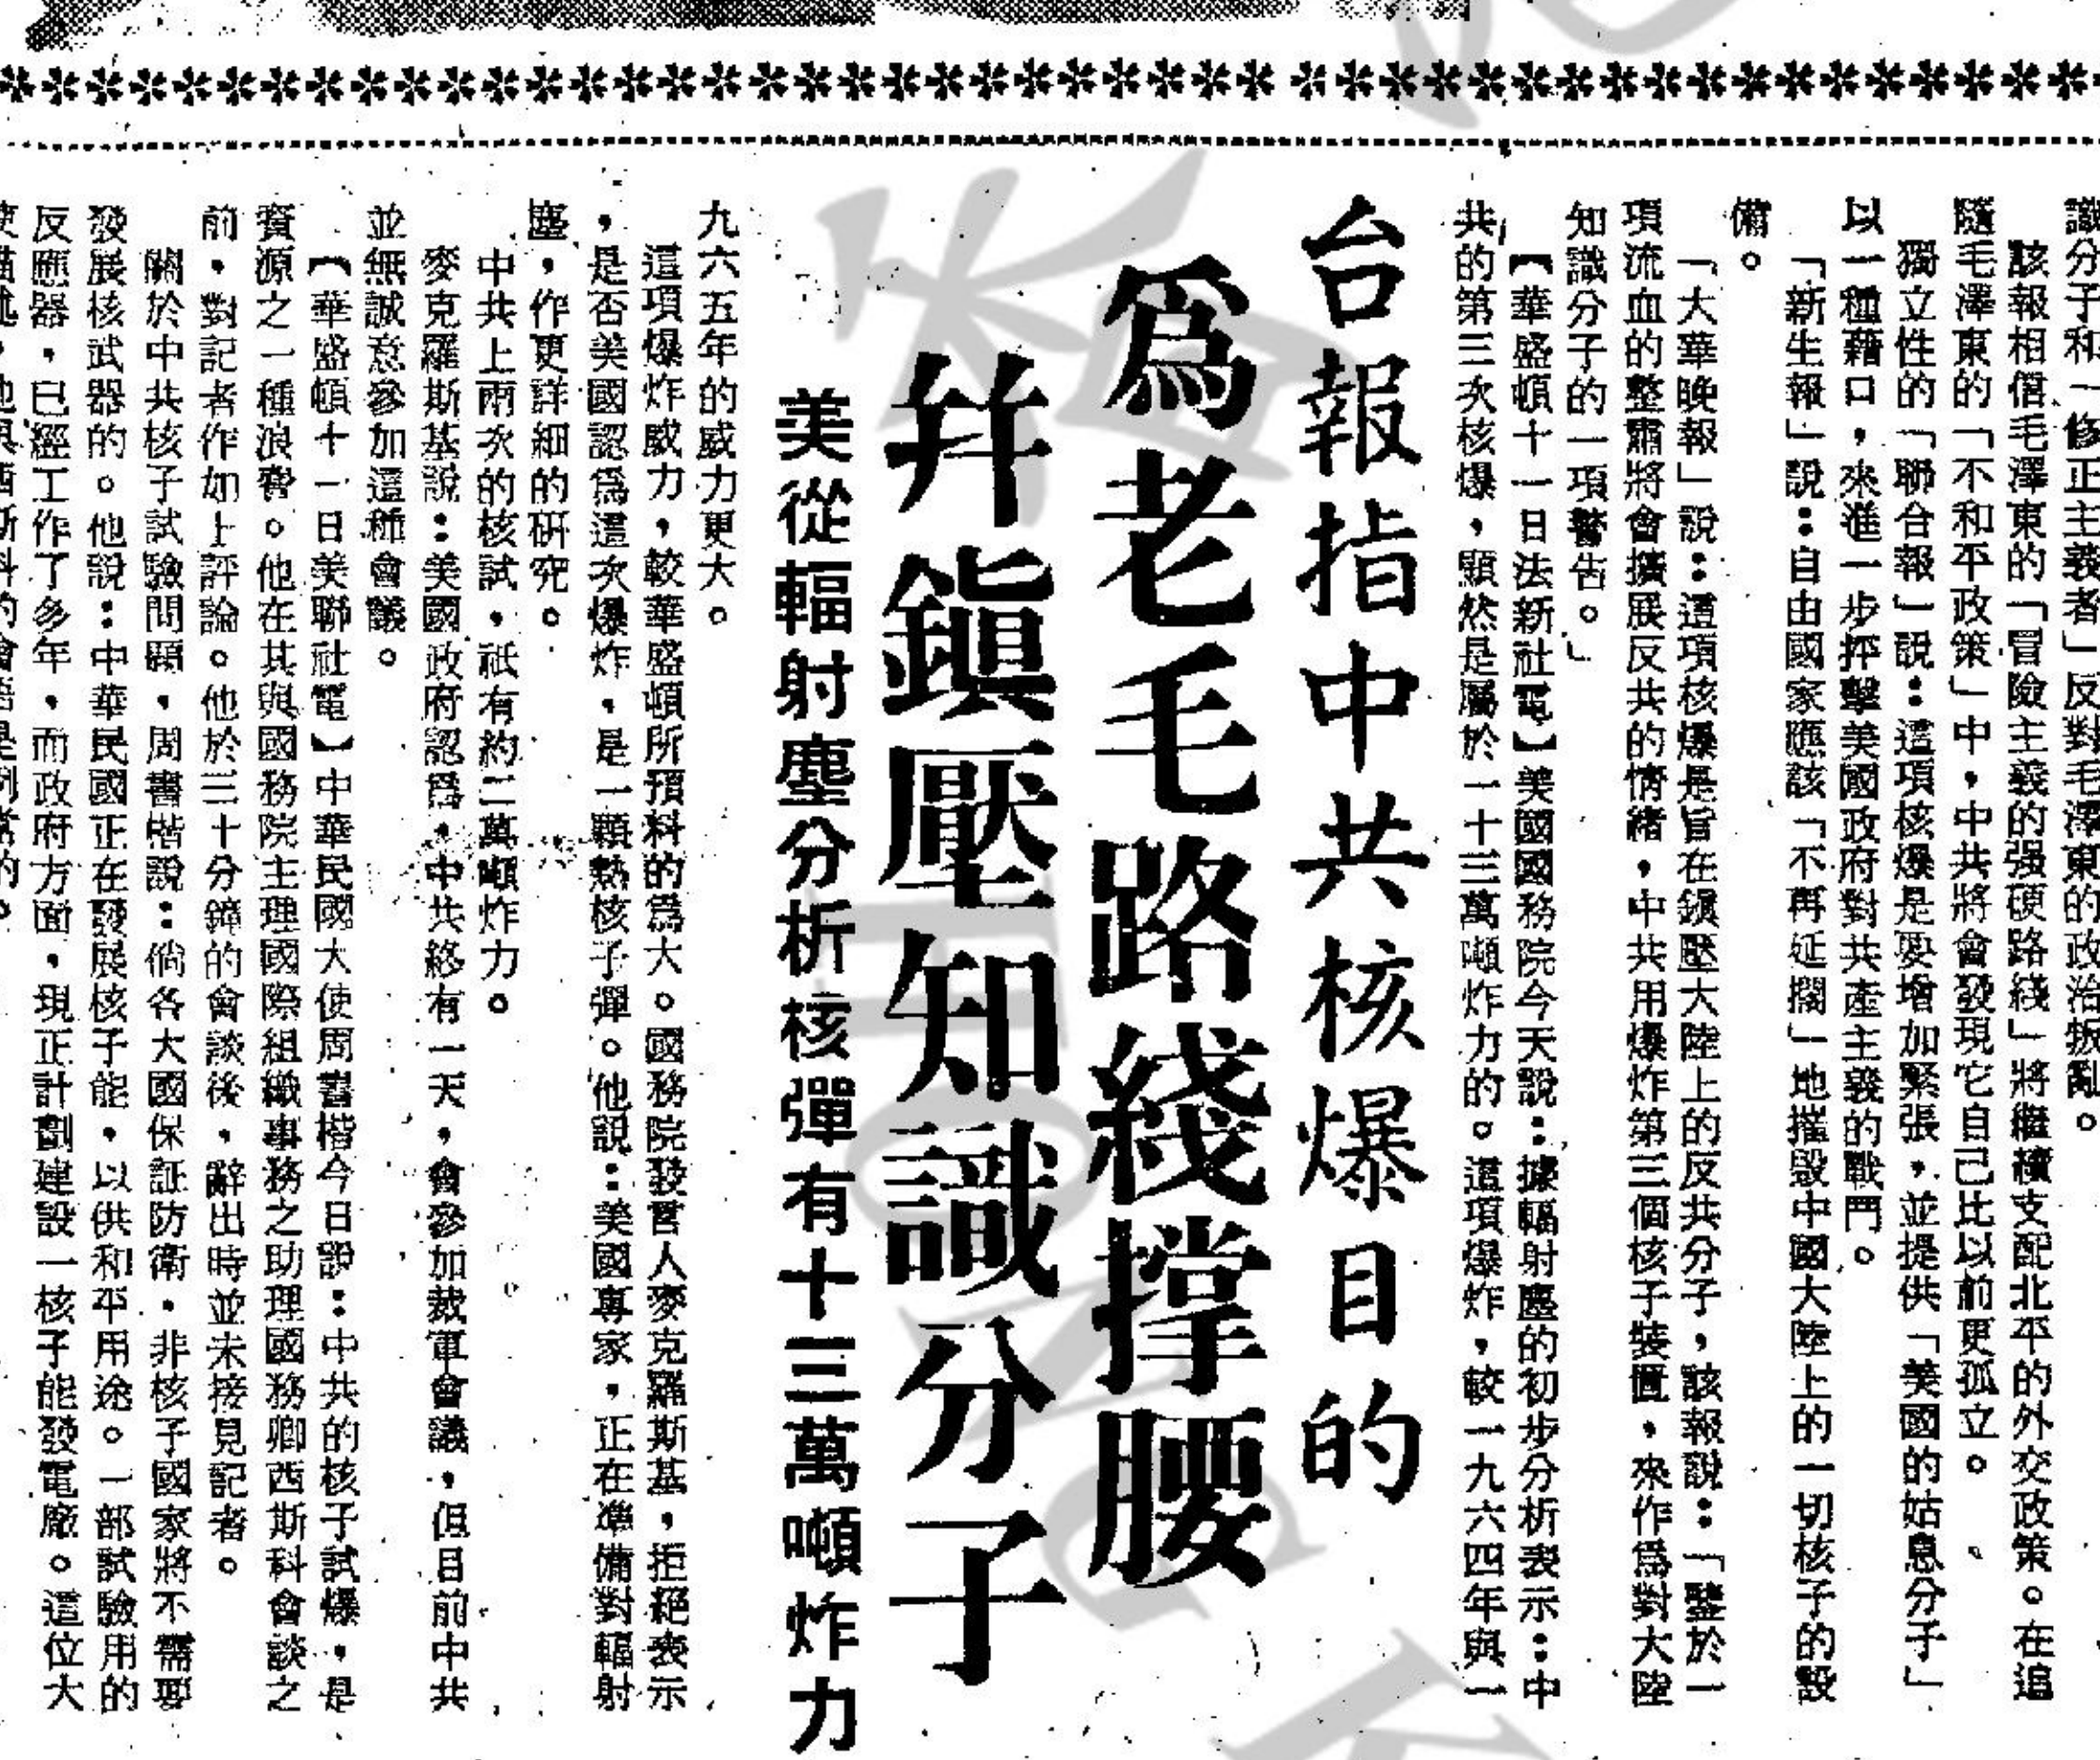 識分子和「修正主義者」反對毛澤東的政治叛亂。
該報相信毛澤東的「冒險主義的强硬路綫」將繼續支配北平的外交政策。在追
隨毛澤東的「不和平政策」中，中共將會發現它自己比以前更孤立。
獨立性的「聯合報」説：這項核爆是要增加緊張，並提供「美國的姑息分子」
以一種藉口，來進一步抨擊美國政府對共產主義的戰鬥。
「新生報」説：自由國家應該「不再延擱」地摧毀中國大陸上的一切核子的設
備。
「大華晚報」説：這項核爆是旨在鎭壓大陸上的反共分子，該報説：「鑒於一
項流血的整肅將會擴展反共的情緒，中共用爆炸第三個核子裝置，來作爲對大陸
知識分子的一項警告。」
【華盛頓十一日法新社電】美國國務院今天說：據輻射塵的初步分析表示：中
共的第三次核爆，顯然是屬於一十三萬噸炸力的。這項爆炸，較一九六四年與一
台報指中共核爆目的
爲老毛路綫撐腰
幷鎭壓知識分子
美從輻射塵分析核彈有十三萬噸炸力
九六五年的威力更大。
這項爆炸威力，較華盛頓所預料的爲大。國務院發言人麥克羅斯基，拒絕表示
，是否美國認爲這次爆炸，是一顆熱核子彈。他説：美國專家，正在準備對輻射
塵，作更詳細的研究。
中共上兩次的核試，祇有約二萬噸炸力。
麥克羅斯基説：美國政府認爲，中共終有一天，會參加裁軍會議，但目前中共
並無誠意參加這種會議。
【華盛頓十一日美聯社電】中華民國大使周書楷今日說：中共的核子試爆，是
資源之一種浪費。他在其與國務院主理國際組織事務之助理國務卿西斯科會談之
前，對記者作如上評論。他於三十分鐘的會談後，辭出時並未接見記者。
關於中共核子試驗問題，周書楷說：倘各大國保証防衛，非核子國家將不需要
發展核武器的。他說：中華民國正在發展核子能，以供和平用途。一部試驗用的
反應器，已經工作了多年，而政府方面，現正計劃建設一核子能發電廠。這位大